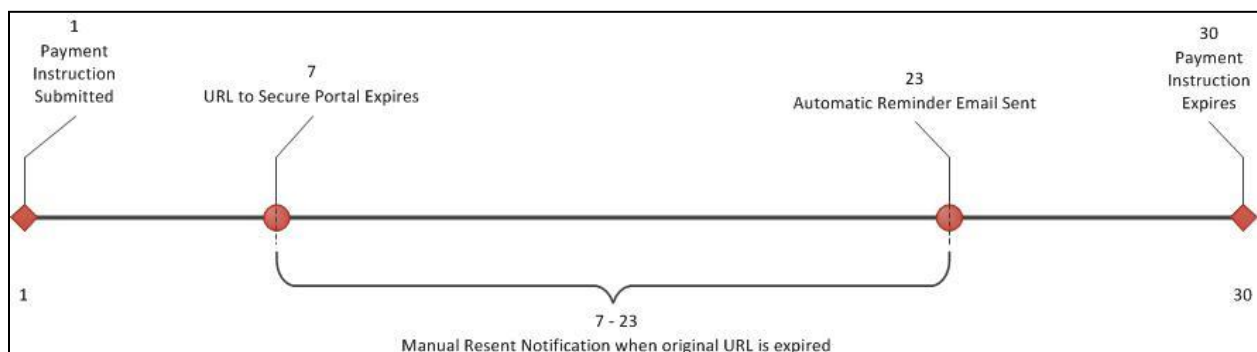 1
Payment
Instruction
Submitted
7
URL to Secure Portal Expires
23
Automatic Reminder Email Sent
30
Payment
Instruction
Expires
1
30
7 - 23
Manual Resent Notification when original URL is expired